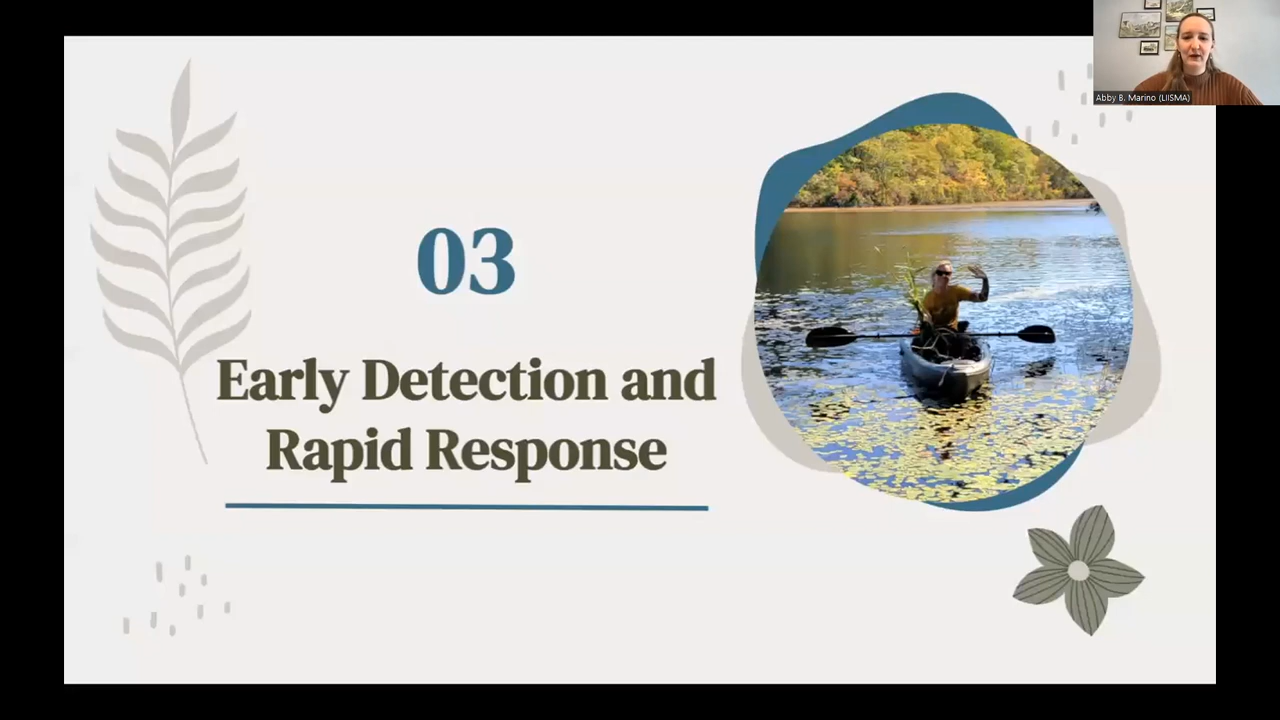 Abby B. Marino (LIISMA)
03
Early Detection and
Rapid Response